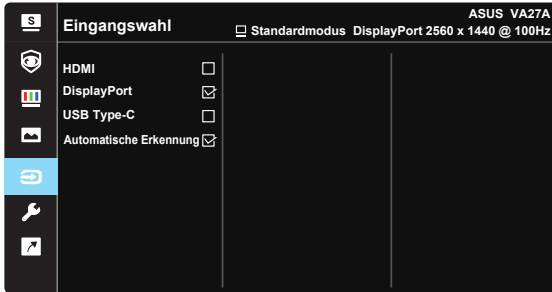 S
ASUS VA27A
Eingangswahl
Standardmodus DisplayPort 2560 x 1440 @ 100Hz
HDMI
DisplayPort
USB Type-C
Automatische Erkennung